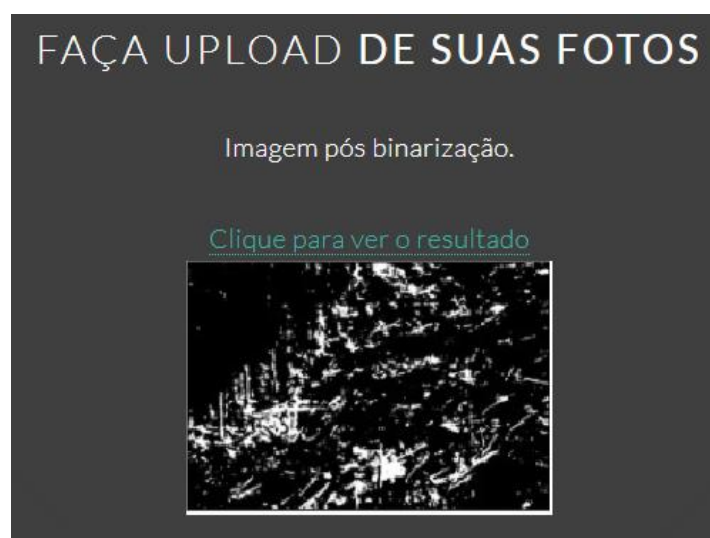 FAÇA UPLOAD DE SUAS FOTOS
Imagem pós binarização.
Clique para ver o resultado